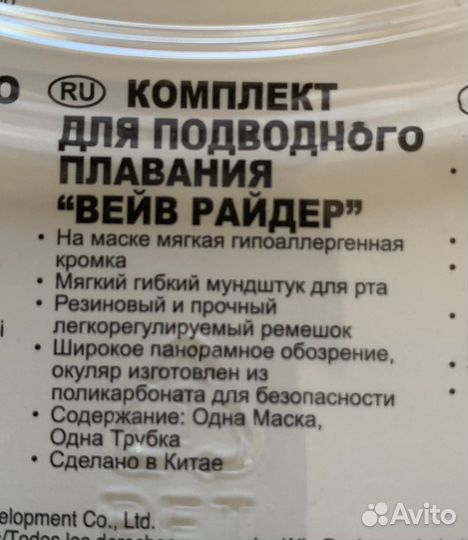 RU КОМПЛЕКТ
ДЛЯ ПОДВОДНОГО
ПЛАВАНИЯ
“ВЕЙВ РАЙДЕР”
• На маске мягкая гипоаллергенная
кромка
• Мягкий гибкий мундштук для рта
• Резиновый и прочный
легкорегулируемый ремешок
• Широкое панорамное обозрение,
окуляр изготовлен из
поликарбоната для безопасности
• Содержание: Одна Маска,
Одна Трубка
• Сделано в Китае
elopment Co., Ltd.
Avito